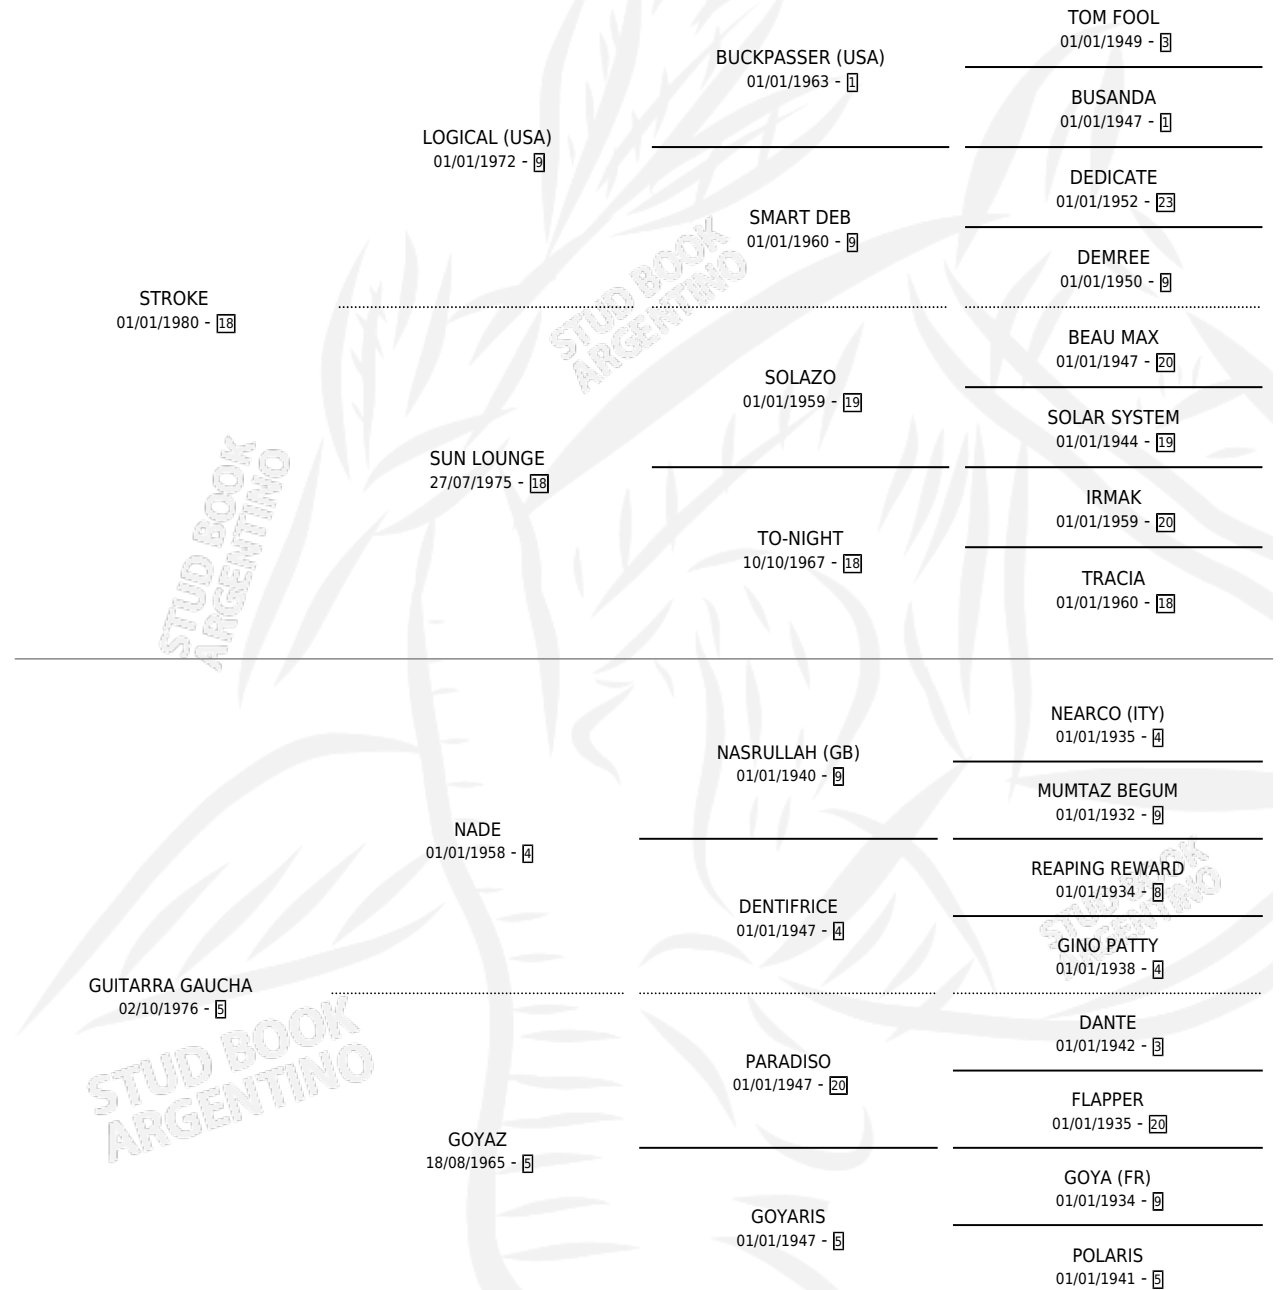 TOM FOOL
01/01/1949 - 3
BUCKPASSER (USA)
01/01/1963 - 1
BUSANDA
01/01/1947 - 1
LOGICAL (USA)
01/01/1972 - 9
DEDICATE
01/01/1952 - 23
SMART DEB
01/01/1960 - 9
DEMREE
01/01/1950 - 9
STROKE
01/01/1980 - 18
BEAU MAX
01/01/1947 - 20
SOLAZO
01/01/1959 - 19
SOLAR SYSTEM
01/01/1944 - 19
SUN LOUNGE
27/07/1975 - 18
IRMAK
01/01/1959 - 20
TO-NIGHT
10/10/1967 - 18
TRACIA
01/01/1960 - 18
NEARCO (ITY)
01/01/1935 - 4
NASRULLAH (GB)
01/01/1940 - 9
MUMTAZ BEGUM
01/01/1932 - 9
NADE
01/01/1958 - 4
REAPING REWARD
01/01/1934 - 8
DENTIFRICE
01/01/1947 - 4
GINO PATTY
01/01/1938 - 4
GUITARRA GAUCHA
02/10/1976 - 5
DANTE
01/01/1942 - 3
PARADISO
01/01/1947 - 20
FLAPPER
01/01/1935 - 20
GOYAZ
18/08/1965 - 5
GOYA (FR)
01/01/1934 - 9
GOYARIS
01/01/1947 - 5
POLARIS
01/01/1941 - 5
STUD BOOK
ARGENTINO
STUD BOOK
ARGENTINO
STUD BOOK
ARGENTINO
STUD BOOK
ARGENTINO